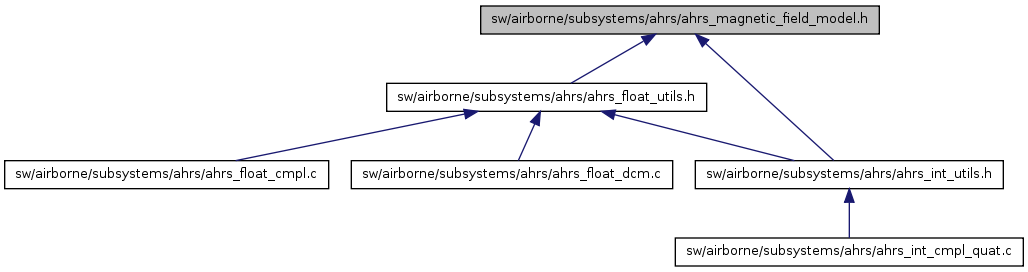 sw/airborne/subsystems/ahrs/ahrs_magnetic_field_model.h
sw/airborne/subsystems/ahrs/ahrs_float_utils.h
sw/airborne/subsystems/ahrs/ahrs_float_cmpl.c
sw/airborne/subsystems/ahrs/ahrs_float_dcm.c
sw/airborne/subsystems/ahrs/ahrs_int_utils.h
sw/airborne/subsystems/ahrs/ahrs_int_cmpl_quat.c